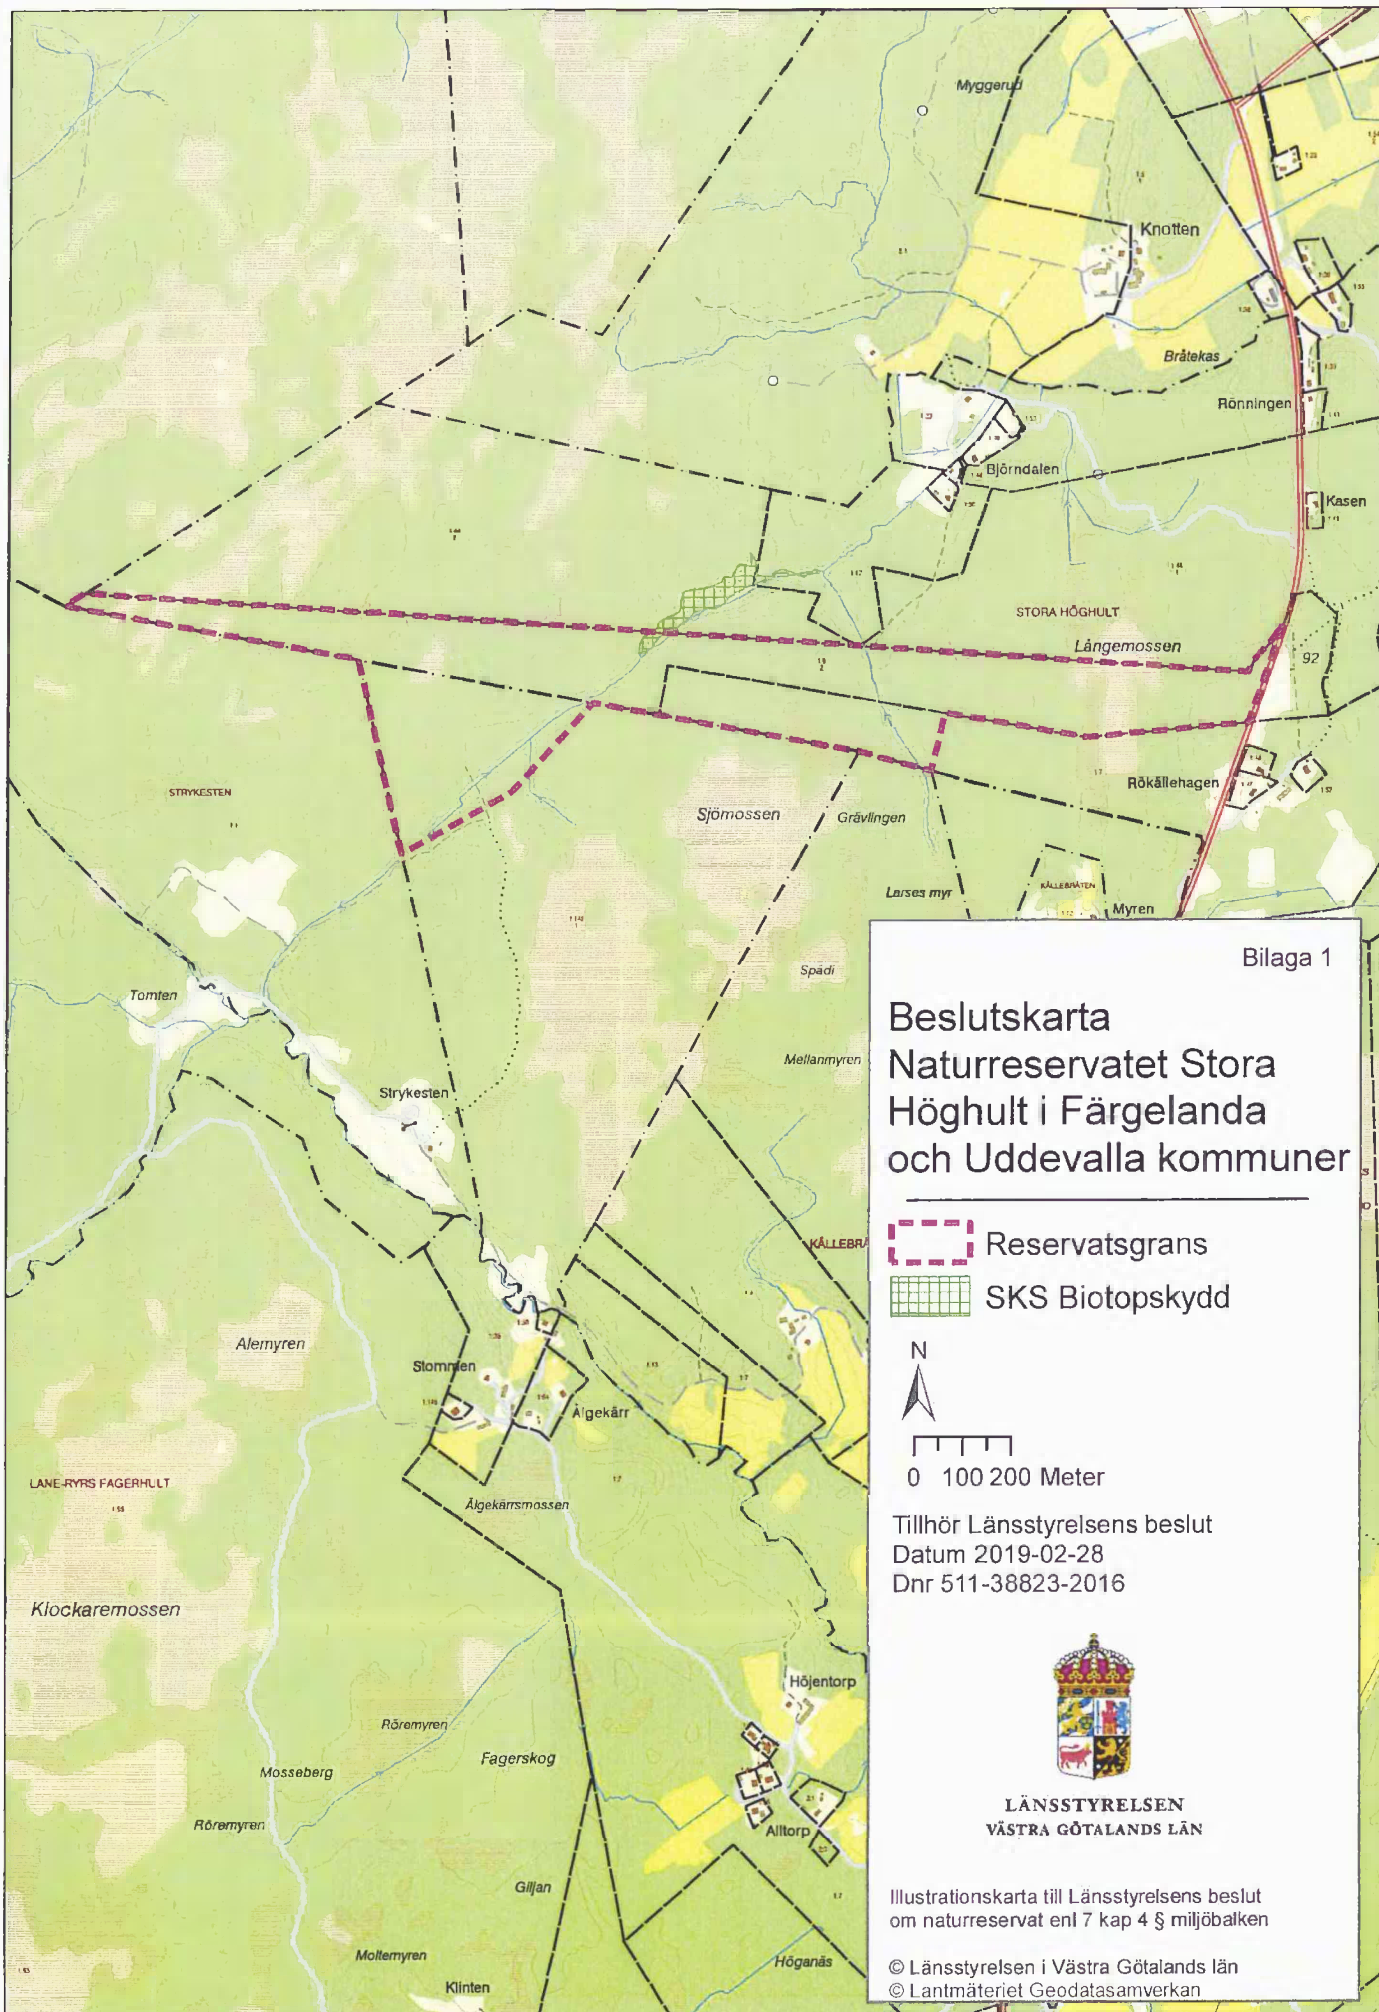 Myggerud
Knotten
Bråtekas
Rönningen
Björndalen
Kasen
STORA HÖGHULT
Långemossen
92
Rökällehagen
STRYKESTEN
Sjömossen
Grävlingen
Larses myr
KÄLLEBRÅTEN
Myren
Spådi
Tomten
Mellanmyren
Strykesten
KÄLLEBRÅ
Alemyren
Stommen
Älgekärr
LANE-RYRS FAGERHULT
Älgekärrsmossen
Klockaremossen
Höjentorp
Röremyren
Fagerskog
Mosseberg
Röremyren
Alltorp
Giljan
Moltemyren
Höganäs
Klinten
Bilaga 1
Beslutskarta
Naturreservatet Stora
Höghult i Färgelanda
och Uddevalla kommuner
Reservatsgrans
SKS Biotopskydd
N
0 100 200 Meter
Tillhör Länsstyrelsens beslut
Datum 2019-02-28
Dnr 511-38823-2016
LÄNSSTYRELSEN
VÄSTRA GÖTALANDS LÄN
Illustrationskarta till Länsstyrelsens beslut
om naturreservat enl 7 kap 4 § miljöbalken
© Länsstyrelsen i Västra Götalands län
© Lantmäteriet Geodatasamverkan